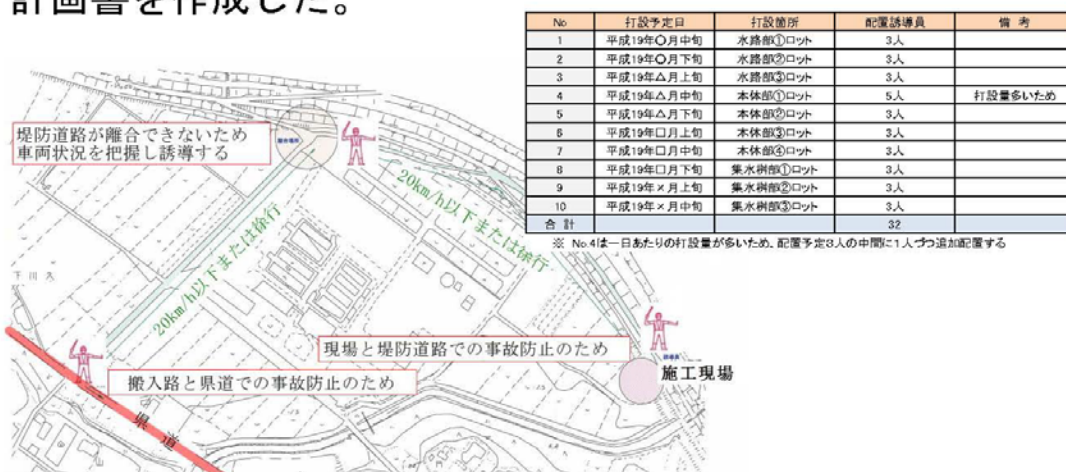 計画書を作成した。
No 打設予定日 打設箇所 配置誘導員 備 考
1 平成19年〇月中旬 水路部①ロット 3人
2 平成19年〇月下旬 水路部②ロット 3人
3 平成19年△月上旬 水路部③ロット 3人
4 平成19年△月中旬 本体部①ロット 5人 打設量多いため
5 平成19年△月下旬 本体部②ロット 3人
6 平成19年□月上旬 本体部③ロット 3人
7 平成19年□月中旬 本体部④ロット 3人
8 平成19年□月下旬 集水桝部①ロット 3人
9 平成19年×月上旬 集水桝部②ロット 3人
10 平成19年×月中旬 集水桝部③ロット 3人
合 計 32
※ No.4は一日あたりの打設量が多いため、配置予定3人の中間に1人づつ追加配置する
堤防道路が離合できないため
車両状況を把握し誘導する
20km/h以下または徐行
20km/h以下または徐行
下川久
現場と堤防道路での事故防止のため
施工現場
搬入路と県道での事故防止のため
県道